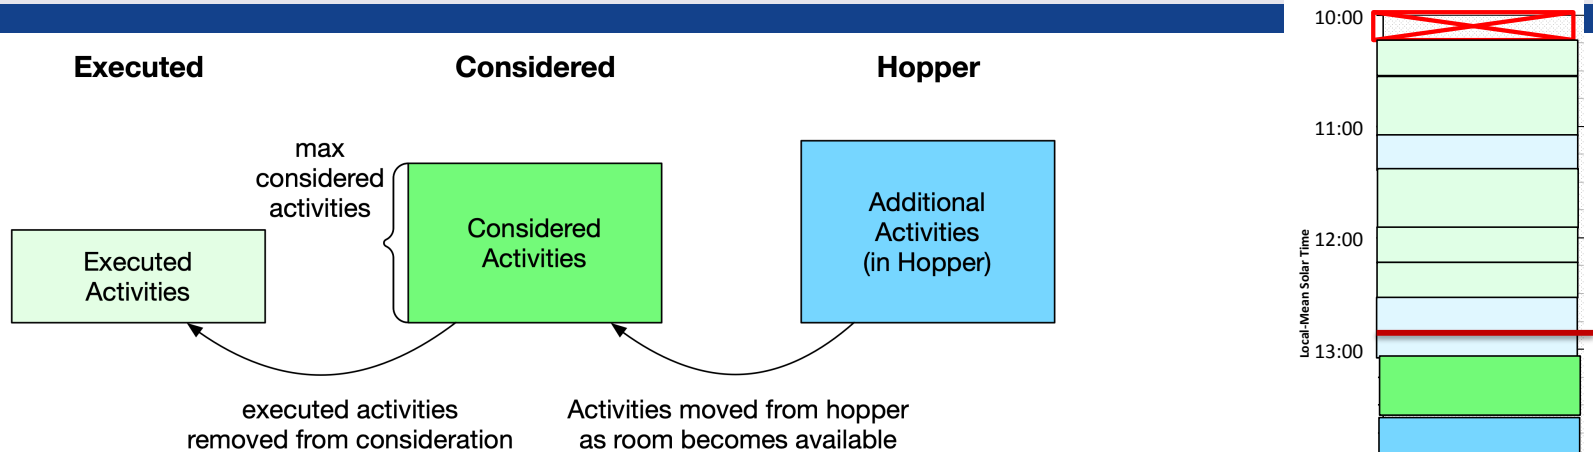 Executed
Considered
Hopper
max
considered
activities
Executed
Activities
Considered
Activities
Additional
Activities
(in Hopper)
executed activities
removed from consideration
Activities moved from hopper
as room becomes available
10:00
11:00
12:00
13:00
Local-Mean Solar Time